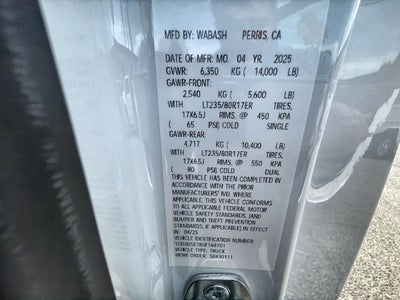 MFD BY: WABASH PERRIS, CA
DATE OF MFR: MO. 04 YR. 2025
GVWR: 6,350 KG ( 14,000 LB)
GAWR-FRONT:
2,540 KG ( 5,600 LB)
WITH LT235/80R17ER TIRES,
17X6.5J RIMS, @ 450 KPA
( 65 PSI) COLD SINGLE
GAWR-REAR:
4,717 KG ( 10,400 LB)
WITH LT235/80R17ER TIRES,
17X6.5J RIMS, @ 550 KPA
( 80 PSI) COLD DUAL
THIS VEHICLE HAS BEEN COMPLETED IN
ACCORDANCE WITH THE PRIOR
MANUFACTURERS' IVD. WHERE
APPLICABLE. THIS VEHICLE CONFORMS
TO ALL APPLICABLE FEDERAL MOTOR
VEHICLE SAFETY STANDARDS, [AND
BUMPER AND THEFT PREVENTION
STANDARDS, IF APPLICABLE] IN EFFECT
IN: 04/25
VEHICLE IDENTIFICATION NUMBER:
VEHICLE TYPE: TRUCK
WORK ORDER: 50430111